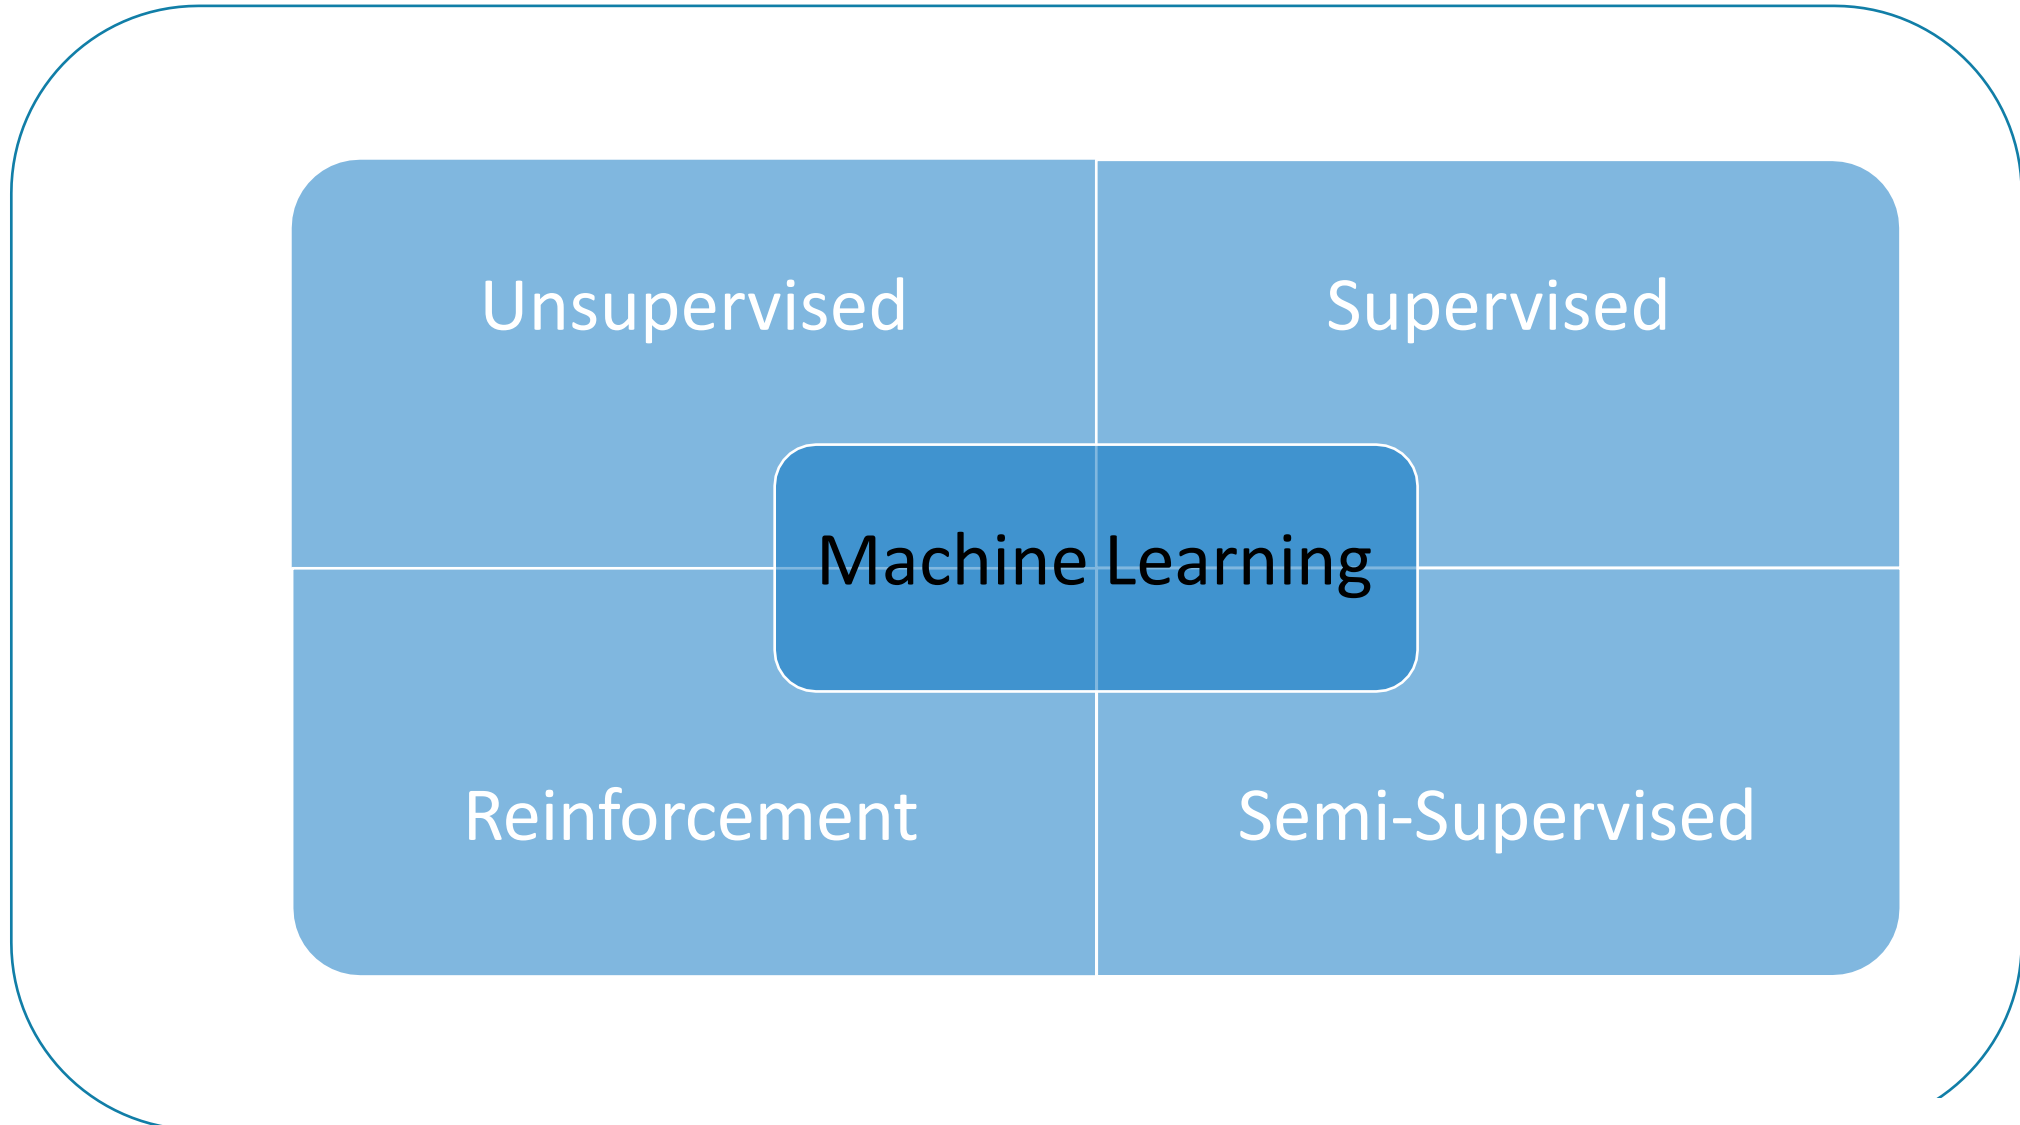 Unsupervised
Supervised
Machine Learning
Reinforcement
Semi-Supervised